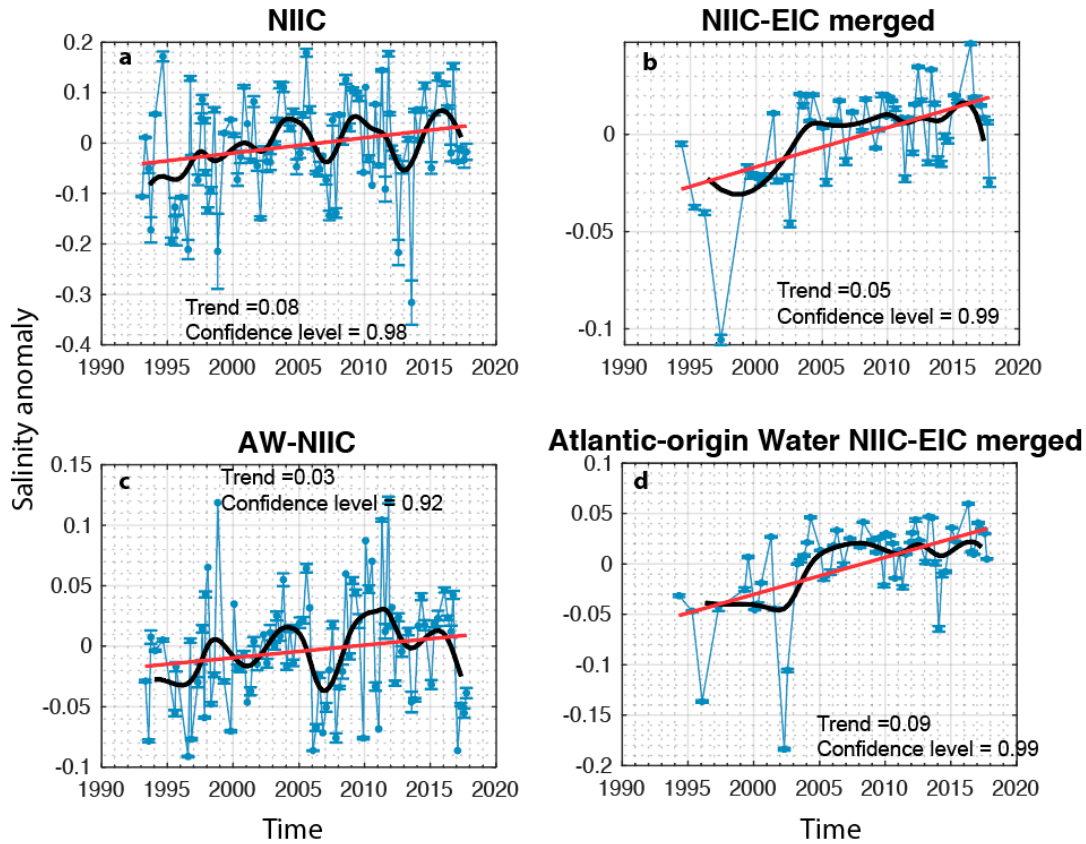 NIIC
a
0.2
0.1
0
-0.1
-0.2
-0.3
-0.4
Trend =0.08
Confidence level = 0.98
1990 1995 2000 2005 2010 2015 2020
NIIC-EIC merged
b
0
-0.05
-0.1
Trend =0.05
Confidence level = 0.99
1990 1995 2000 2005 2010 2015 2020
Salinity anomaly
AW-NIIC
c
0.15
0.1
0.05
0
-0.05
-0.1
Trend =0.03
Confidence level = 0.92
1990 1995 2000 2005 2010 2015 2020
Time
Atlantic-origin Water NIIC-EIC merged
d
0.1
0.05
0
-0.05
-0.1
-0.15
-0.2
Trend =0.09
Confidence level = 0.99
1990 1995 2000 2005 2010 2015 2020
Time